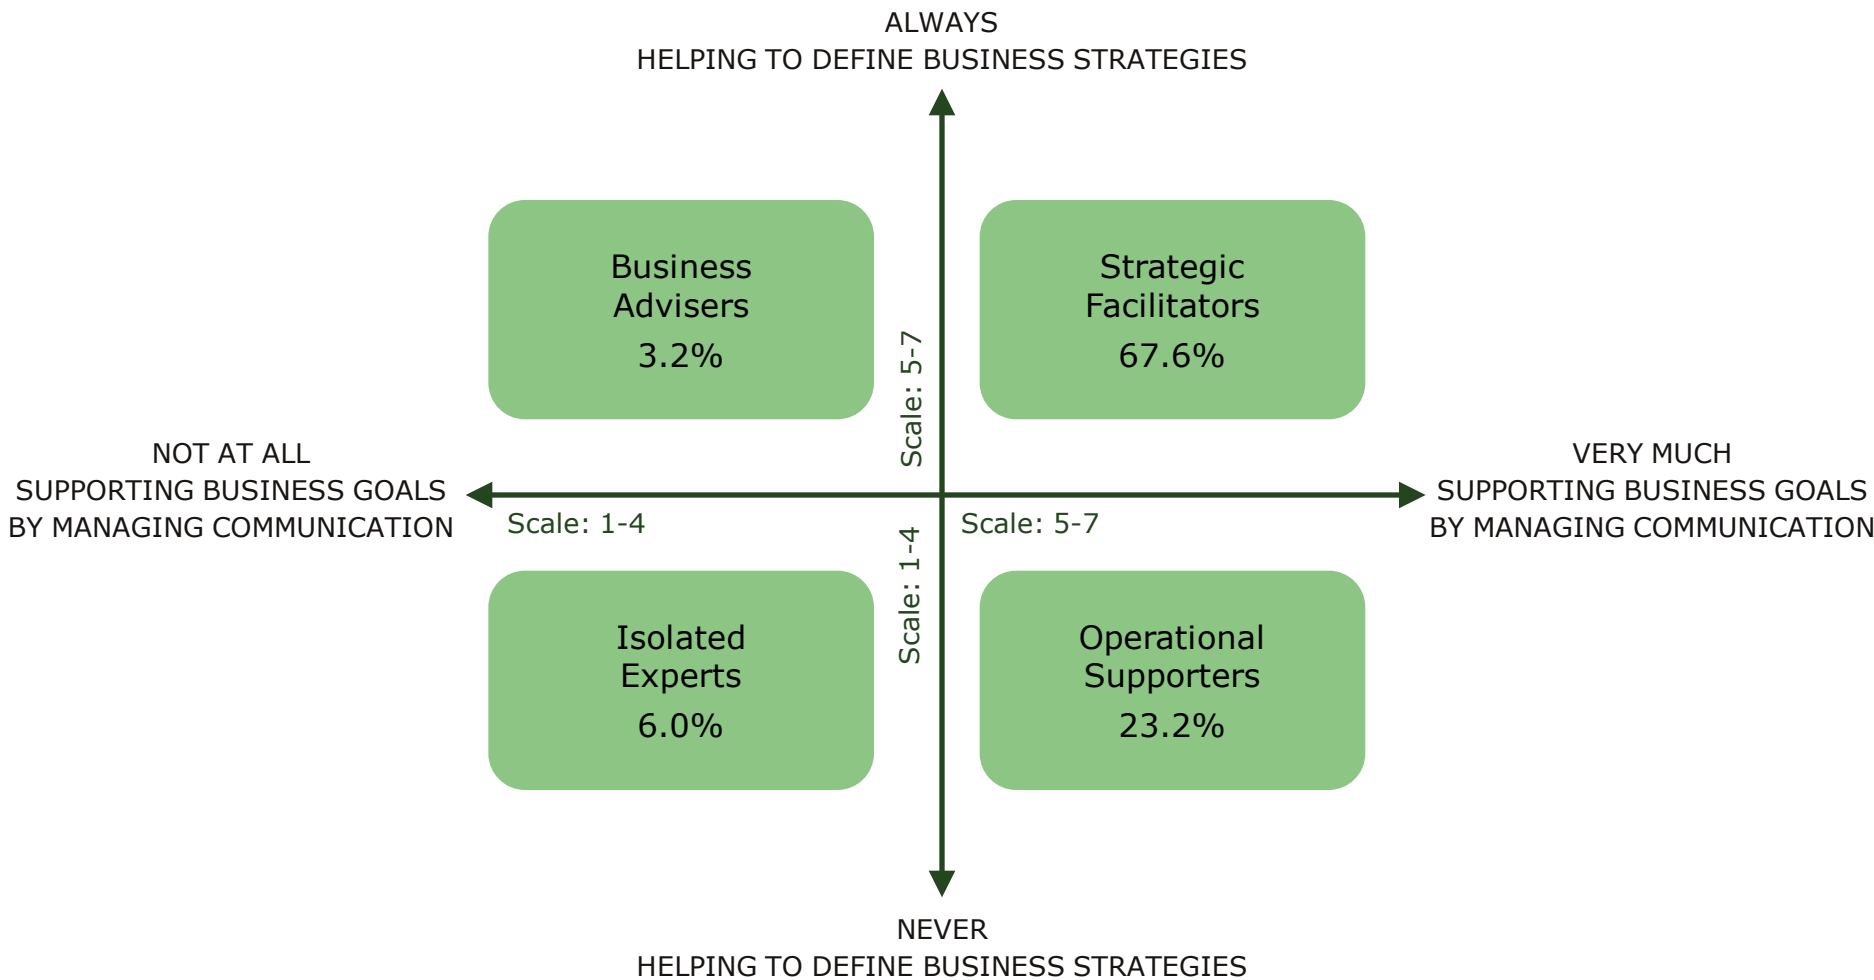 ALWAYS
HELPING TO DEFINE BUSINESS STRATEGIES
Business
Advisers
3.2%
Strategic
Facilitators
67.6%
Scale: 5-7
NOT AT ALL
SUPPORTING BUSINESS GOALS
BY MANAGING COMMUNICATION
VERY MUCH
SUPPORTING BUSINESS GOALS
BY MANAGING COMMUNICATION
Scale: 1-4
Scale: 5-7
Scale: 1-4
Isolated
Experts
6.0%
Operational
Supporters
23.2%
NEVER
HELPING TO DEFINE BUSINESS STRATEGIES